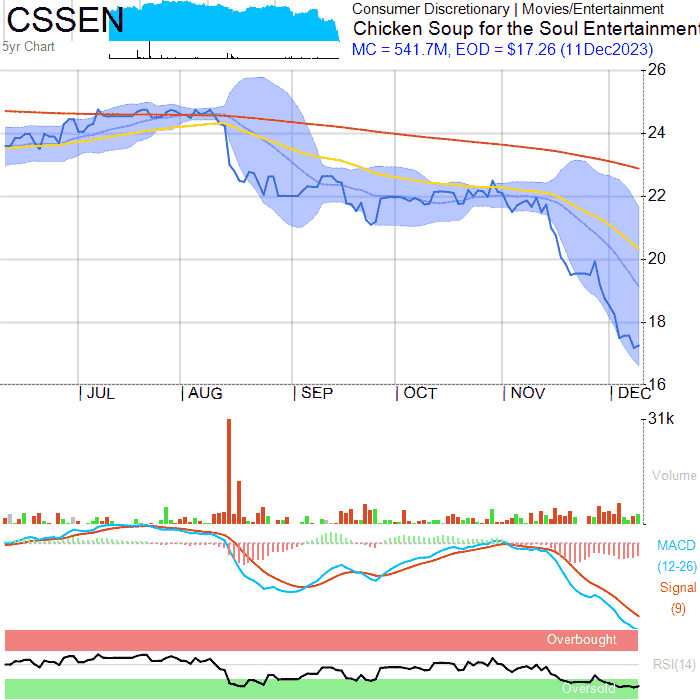 CSSEN
5yr Chart
Consumer Discretionary | Movies/Entertainment
Chicken Soup for the Soul Entertainment
MC = 541.7M, EOD = $17.26 (11Dec2023)
26
24
22
20
18
16
| JUL | AUG | SEP | OCT | NOV | DEC
31k
Volume
MACD
(12-26)
Signal
(9)
Overbought
RSI(14)
Oversold